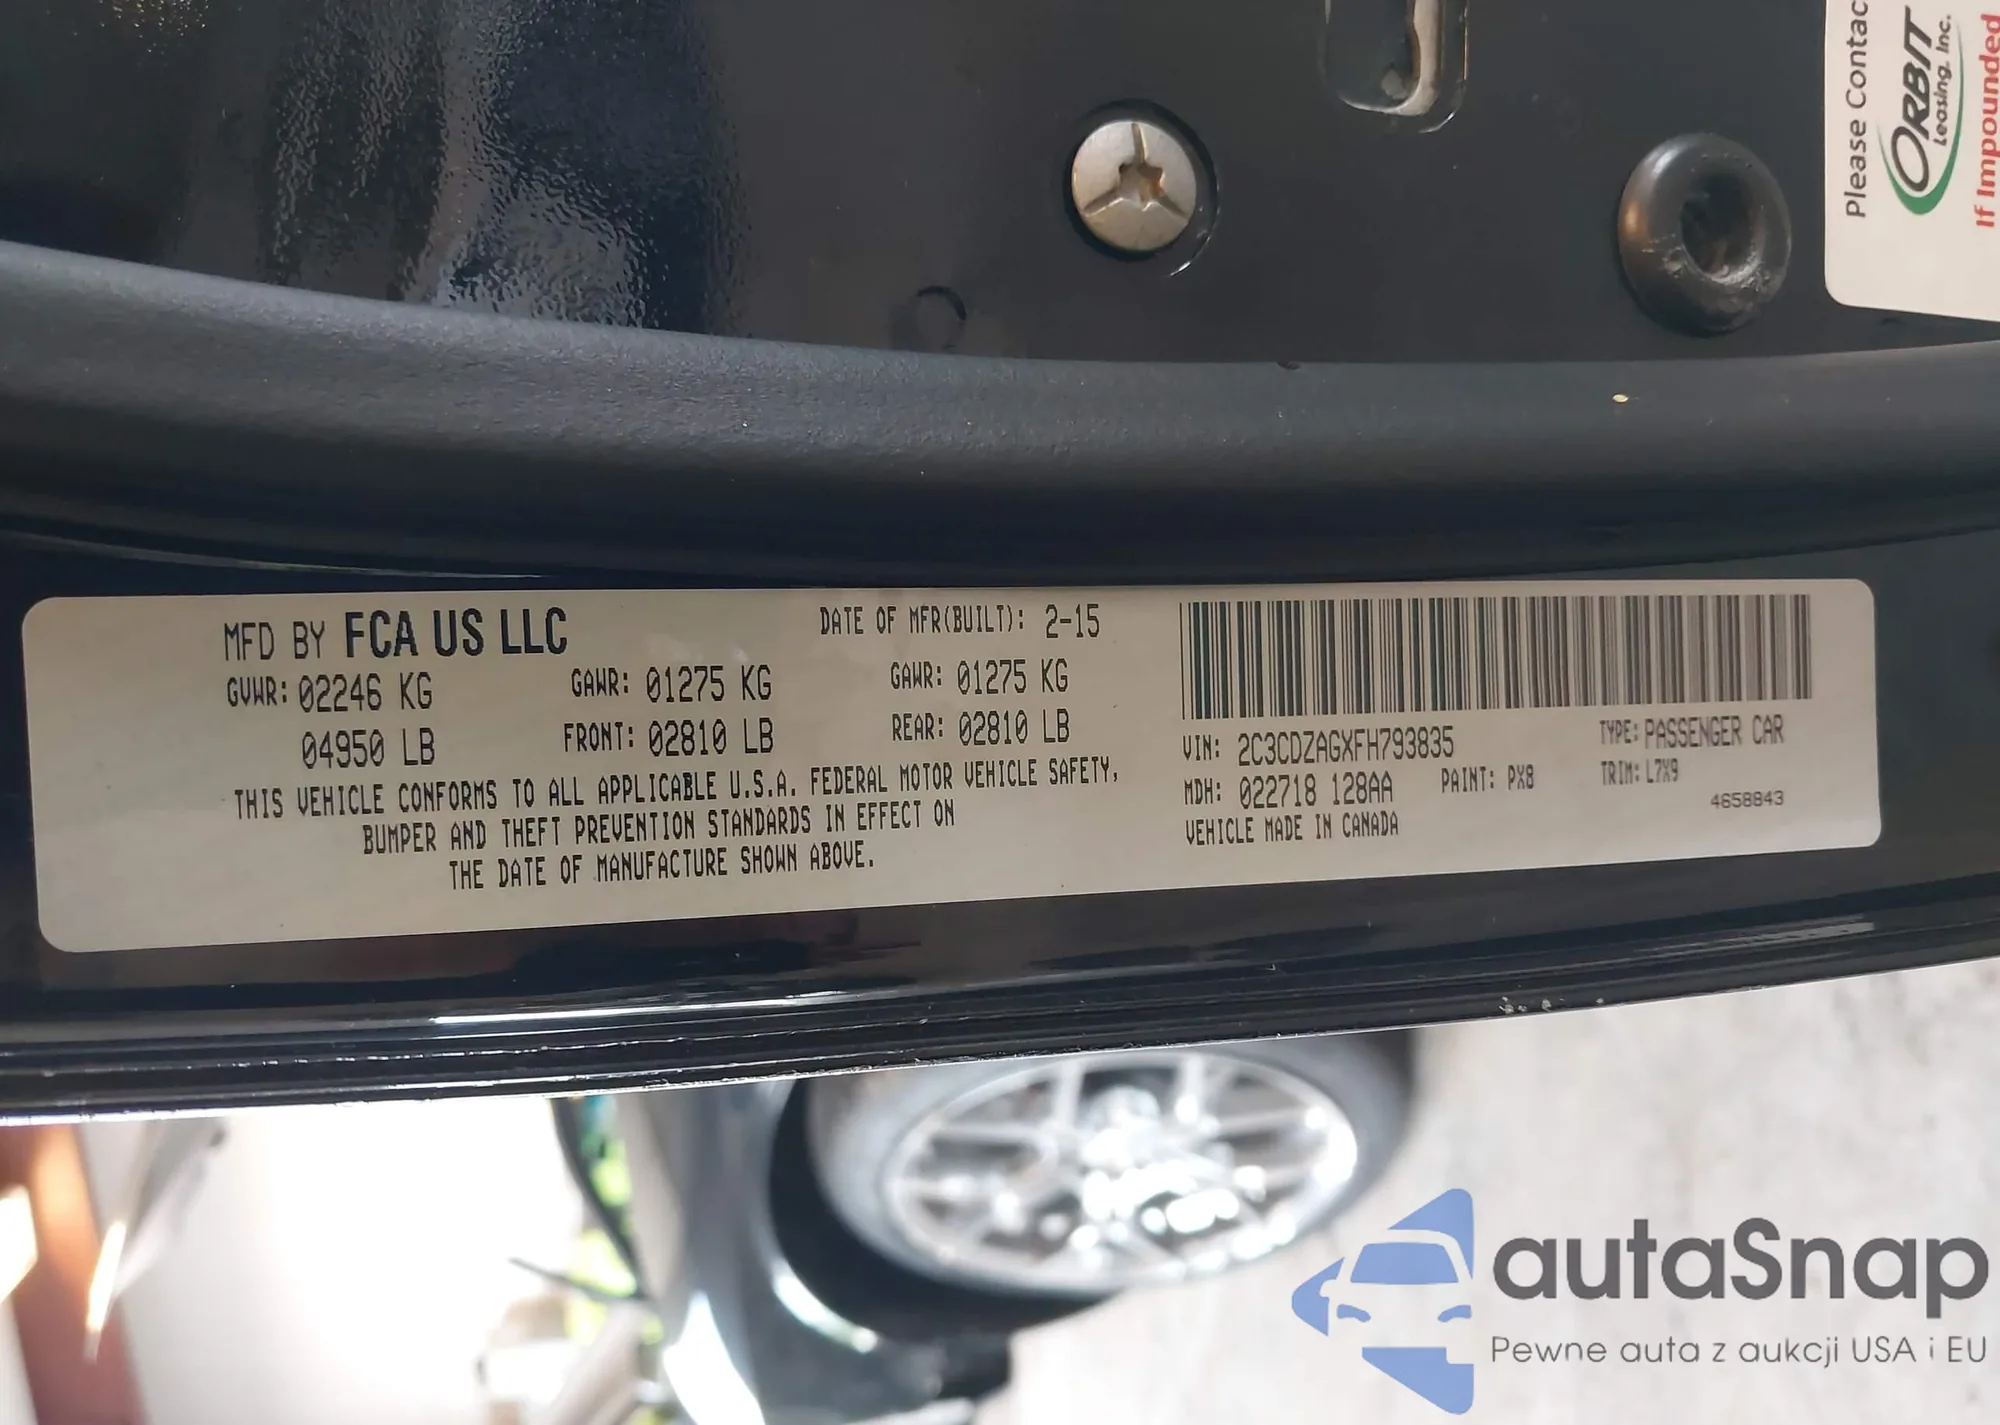 Please Contac
ORBIT
Leasing, Inc.
If Impounded
MFD BY FCA US LLC
DATE OF MFR(BUILT): 2-15
GVWR: 02246 KG
GAWR: 01275 KG
GAWR: 01275 KG
04950 LB
FRONT: 02810 LB
REAR: 02810 LB
THIS VEHICLE CONFORMS TO ALL APPLICABLE U.S.A. FEDERAL MOTOR VEHICLE SAFETY,
BUMPER AND THEFT PREVENTION STANDARDS IN EFFECT ON
THE DATE OF MANUFACTURE SHOWN ABOVE.
VIN: 2C3CDZAGXFH793835
TYPE: PASSENGER CAR
MDH: 022718 128AA
PAINT: PX8
TRIM: L7X9
VEHICLE MADE IN CANADA
4658843
autaSnap
Pewne auta z aukcji USA i EU